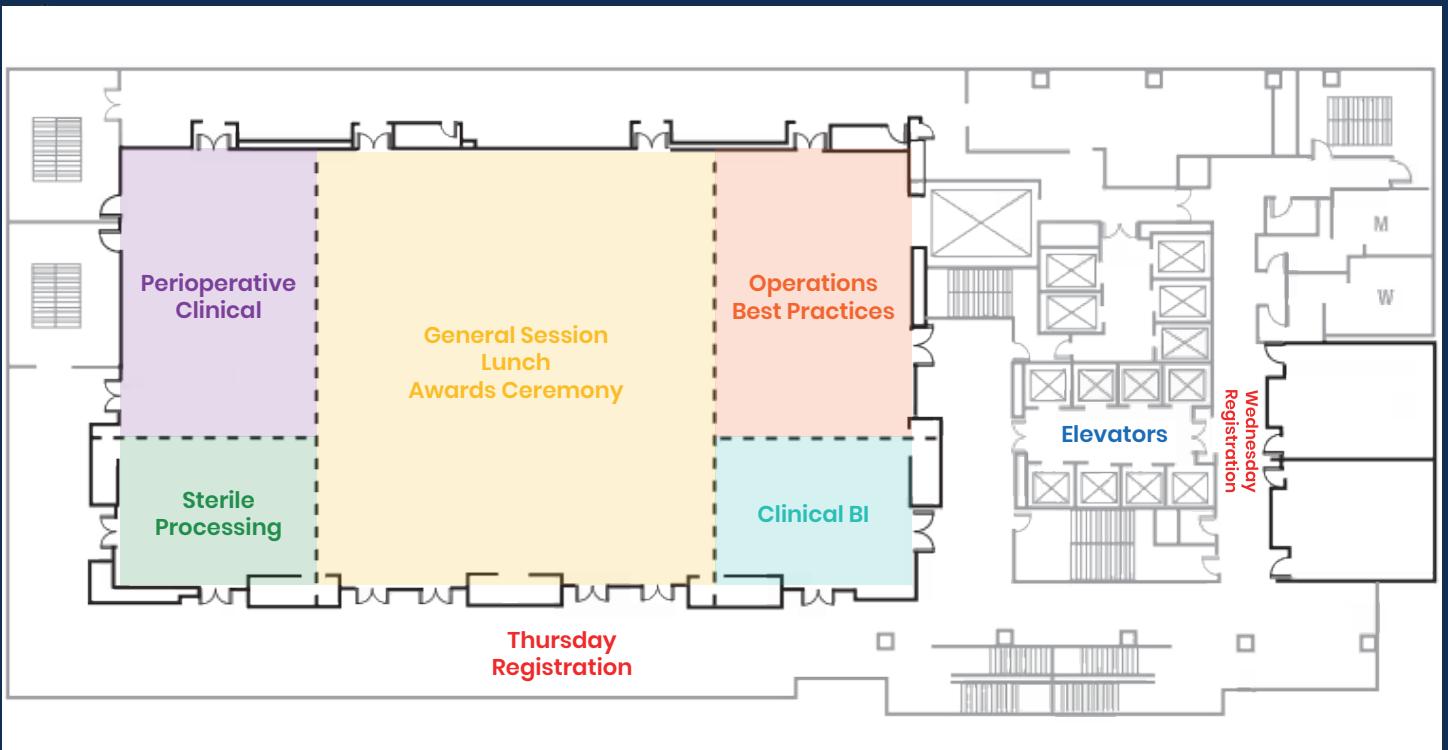 Perioperative
Clinical
General Session
Lunch
Awards Ceremony
Operations
Best Practices
Sterile
Processing
Clinical BI
Elevators
Wednesday
Registration
M
W
Thursday
Registration